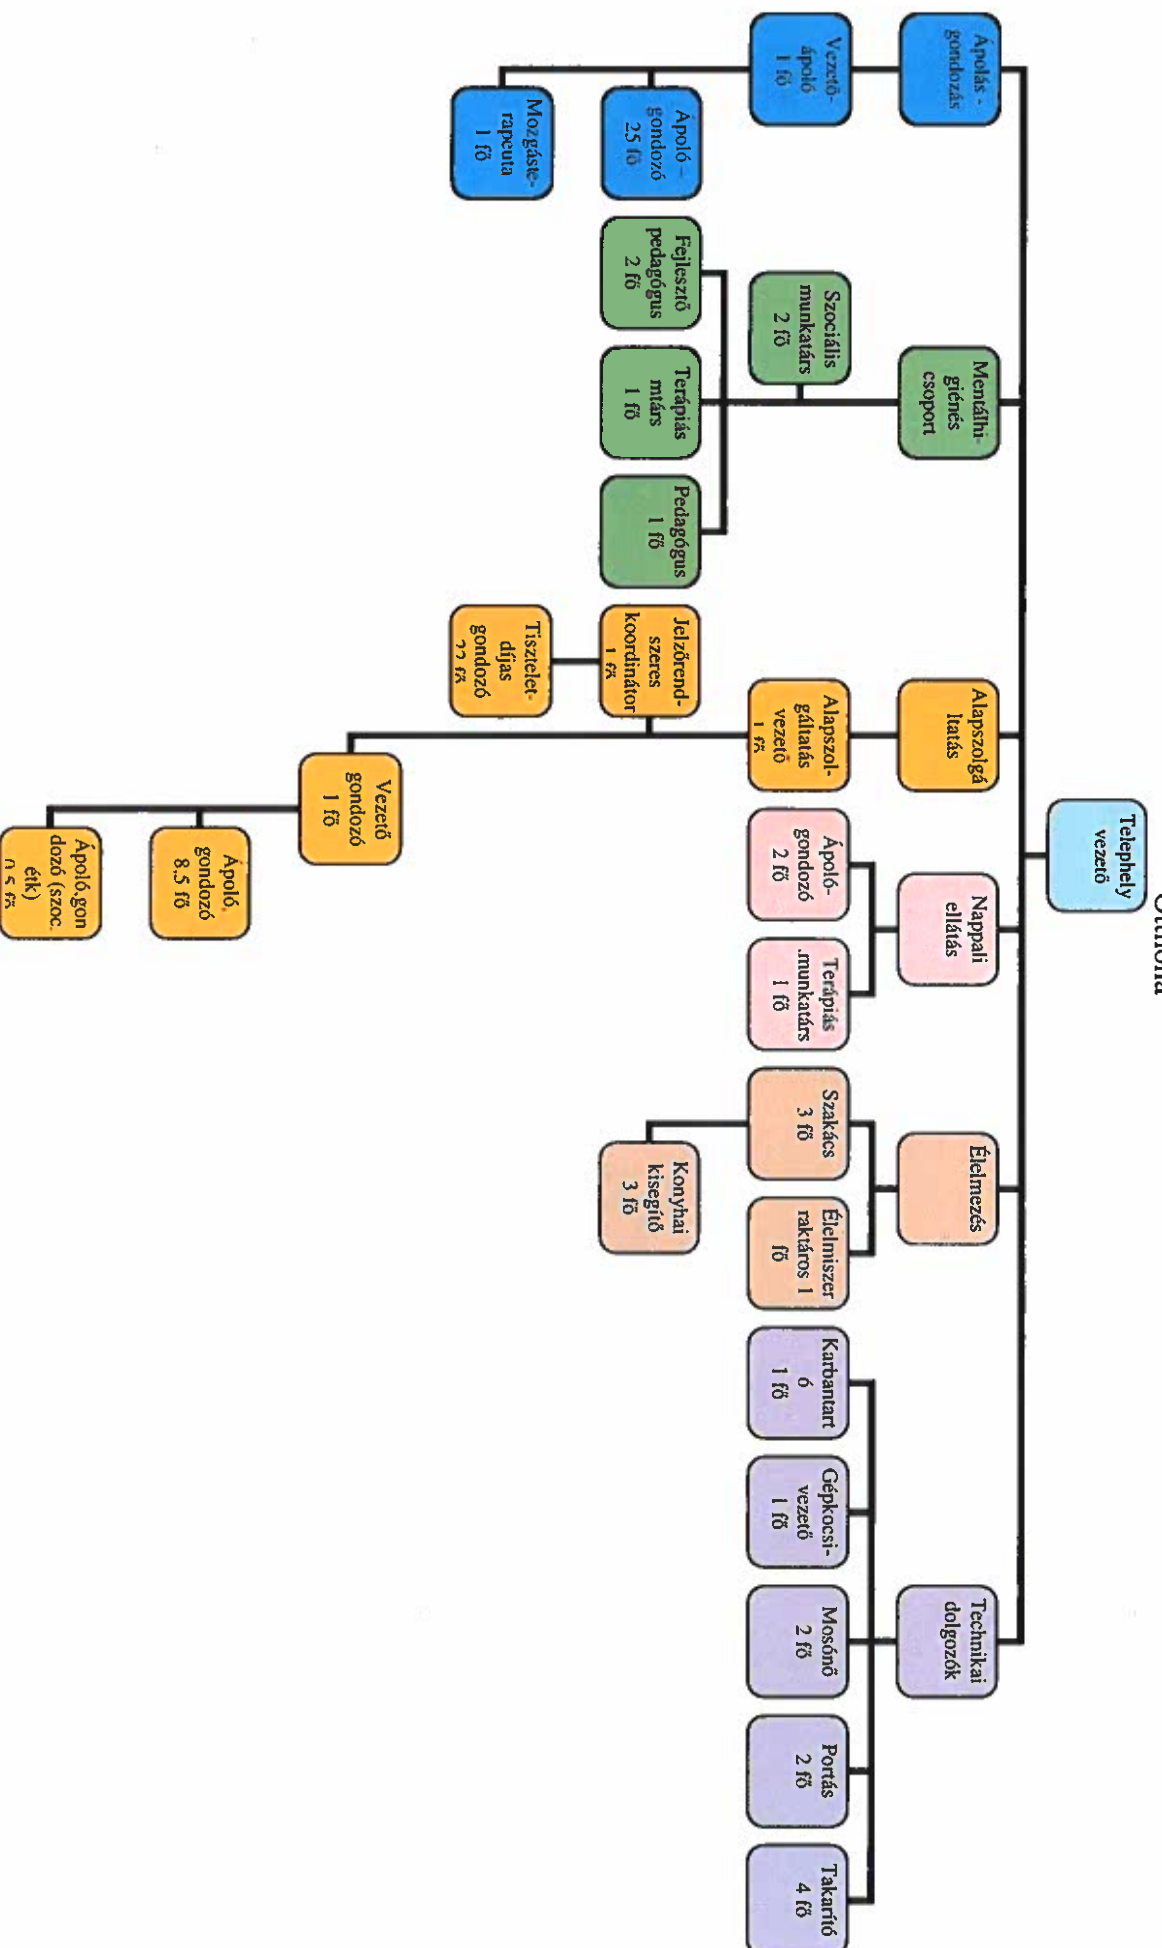 Telephely
vezető
Ápolás -
gondozás
Vezető-
ápoló
1 fő
Ápoló –
gondozó
25 fő
Mozgáste-
rapeuta
1 fő
Mentálhi-
giénés
csoport
Szociális
munkatárs
2 fő
Fejlesztő
pedagógus
2 fő
Terápiás
mtárs
1 fő
Pedagógus
1 fő
Alapszolgá
ltatás
Alapszol-
gáltatás
vezető
1 fő
Jelzőrend-
szeres
koordinátor
1 fő
Tisztelet-
díjas
gondozó
fő
Vezető
gondozó
1 fő
Ápoló,
gondozó
8.5 fő
Ápoló,gon
dozó (szoc.
étk)
Nappali
ellátás
Ápoló-
gondozó
2 fő
Terápiás
.munkatárs
1 fő
Élelmezés
Szakács
3 fő
Konyhai
kisegítő
3 fő
Élelmiszer
raktáros 1
fő
Technikai
dolgozók
Karbantart
ó
1 fő
Gépkocsi-
vezető
1 fő
Mosónő
2 fő
Portás
2 fő
Takarító
4 fő